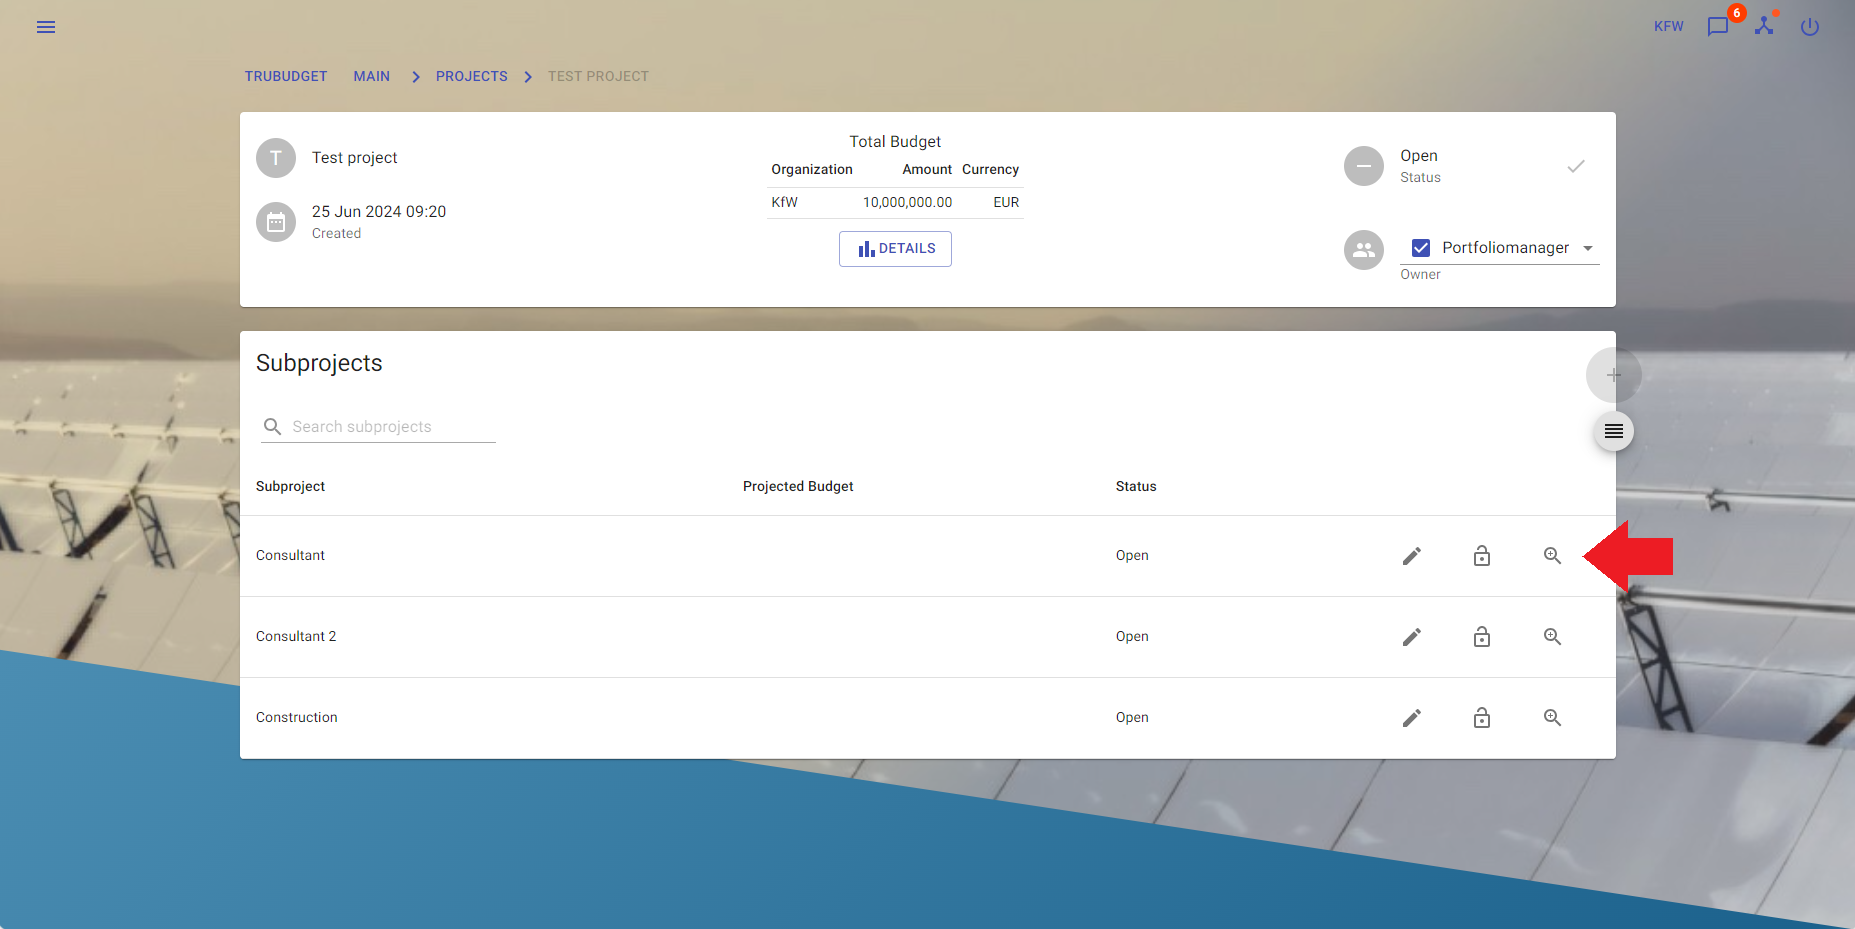 KFW 6
TRUBUDGET MAIN PROJECTS TEST PROJECT
T Test project
25 Jun 2024 09:20
Created
Total Budget
Organization Amount Currency
KfW 10,000,000.00 EUR
DETAILS
Open
Status
Portfoliomanager
Owner
Subprojects
Search subprojects
Subproject Projected Budget Status
Consultant Open
Consultant 2 Open
Construction Open